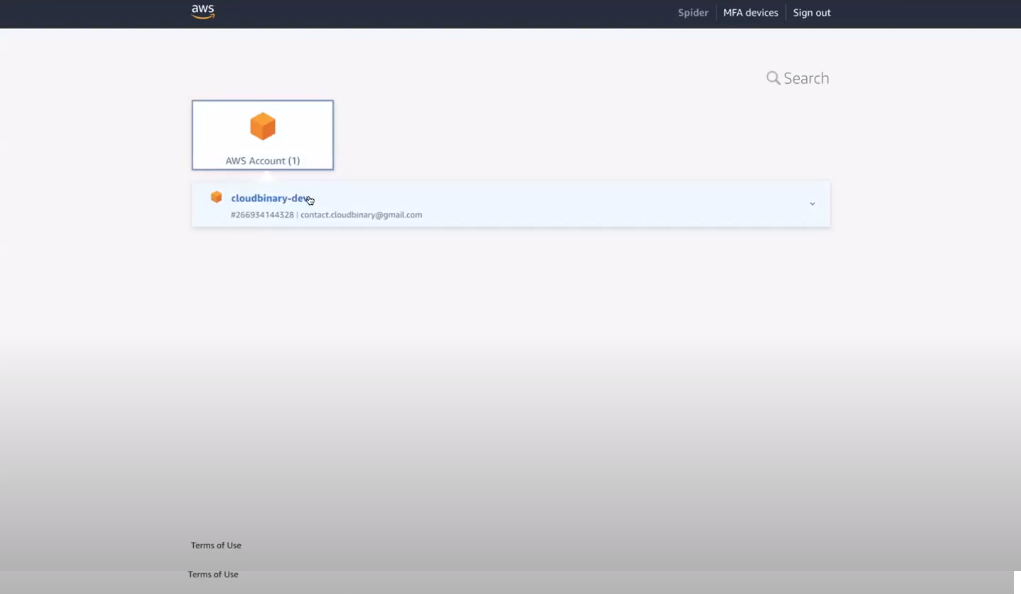 aws
Spider MFA devices Sign out
Search
AWS Account (1)
cloudbinary-dev
#266934144328 | contact.cloudbinary@gmail.com
Terms of Use
Terms of Use